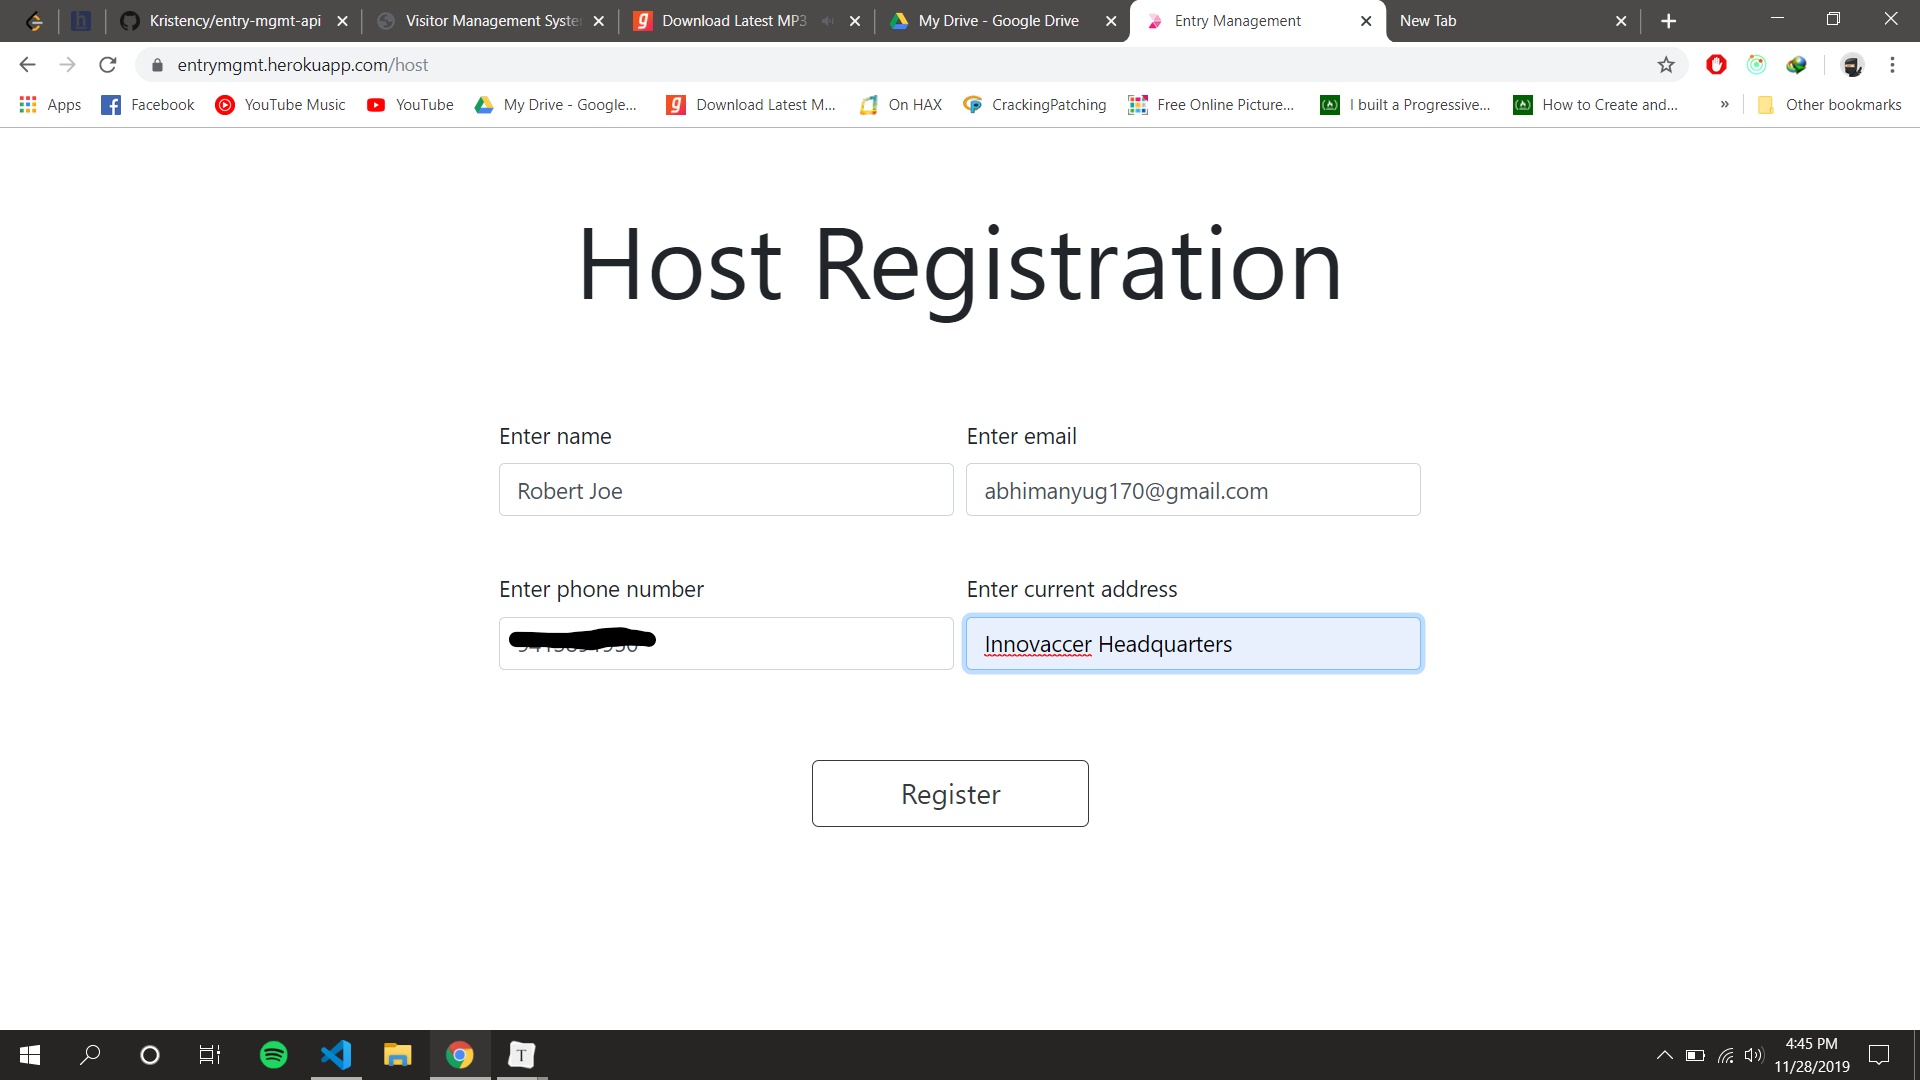 Kristency/entry-mgmt-api
Visitor Management Syste
Download Latest MP3
My Drive - Google Drive
Entry Management
New Tab
entrymgmt.herokuapp.com/host
Apps
Facebook
YouTube Music
YouTube
My Drive - Google...
Download Latest M...
On HAX
CrackingPatching
Free Online Picture...
I built a Progressive...
How to Create and...
»
Other bookmarks
Host Registration
Enter name
Enter email
Robert Joe
abhimanyug170@gmail.com
Enter phone number
Enter current address
Innovaccer Headquarters
Register
4:45 PM
11/28/2019